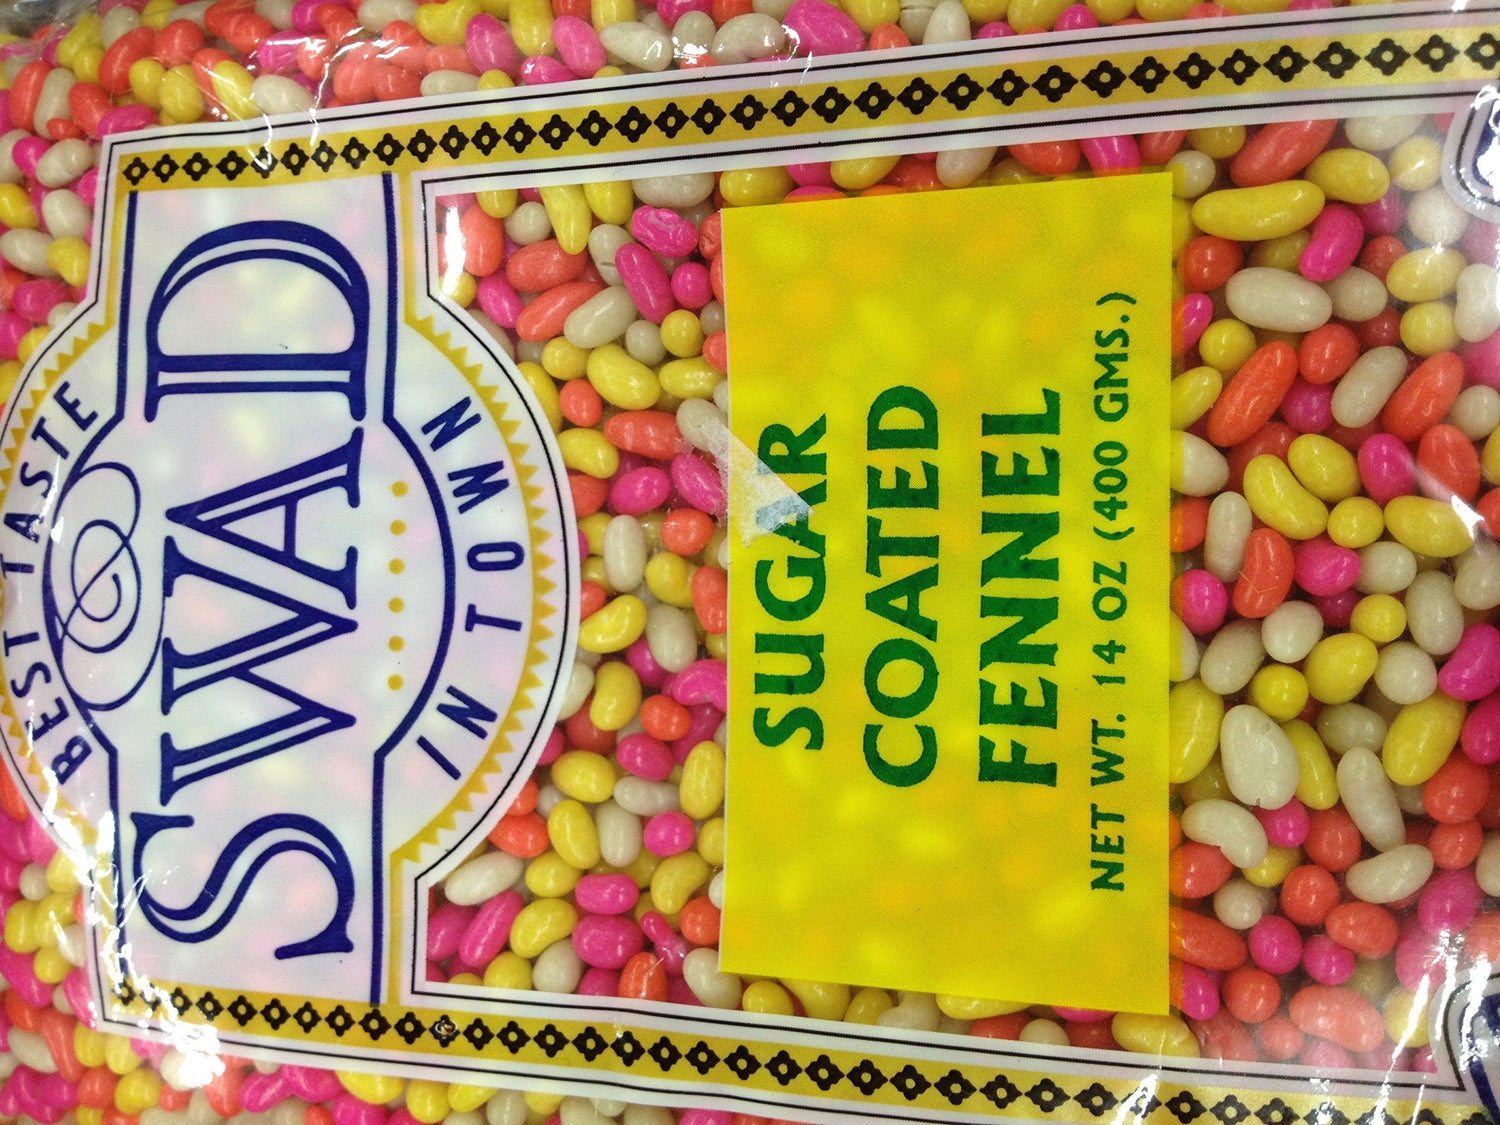 BEST TASTE
&
SWAD
IN TOWN
SUGAR
COATED
FENNEL
NET WT. 14 OZ (400 GMS.)